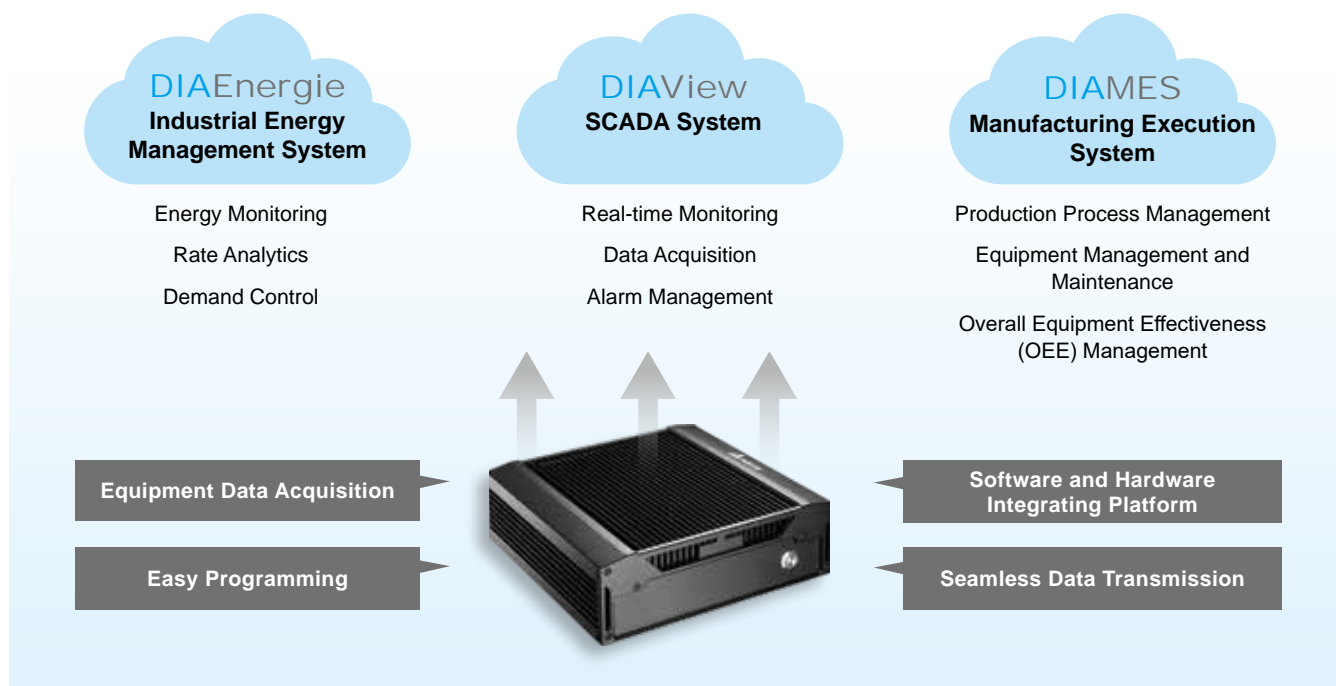 DIAEnergie
Industrial Energy
Management System
Energy Monitoring
Rate Analytics
Demand Control
DIAView
SCADA System
Real-time Monitoring
Data Acquisition
Alarm Management
DIAMES
Manufacturing Execution
System
Production Process Management
Equipment Management and
Maintenance
Overall Equipment Effectiveness
(OEE) Management
Equipment Data Acquisition
Easy Programming
Software and Hardware
Integrating Platform
Seamless Data Transmission